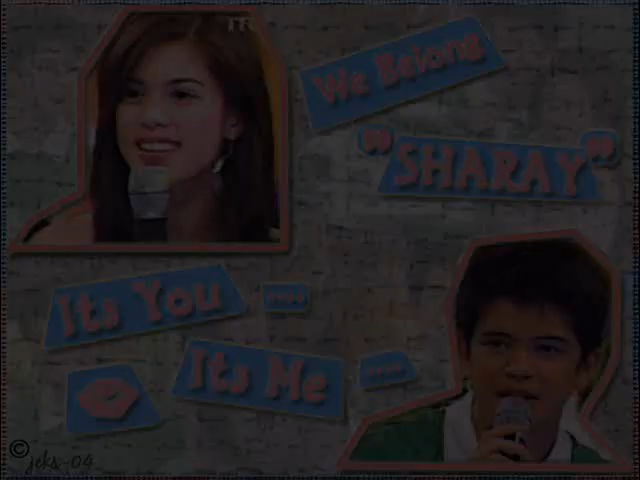 We Belong
"SHARAY"
Its You ....
Its Me ....
© jeks-04